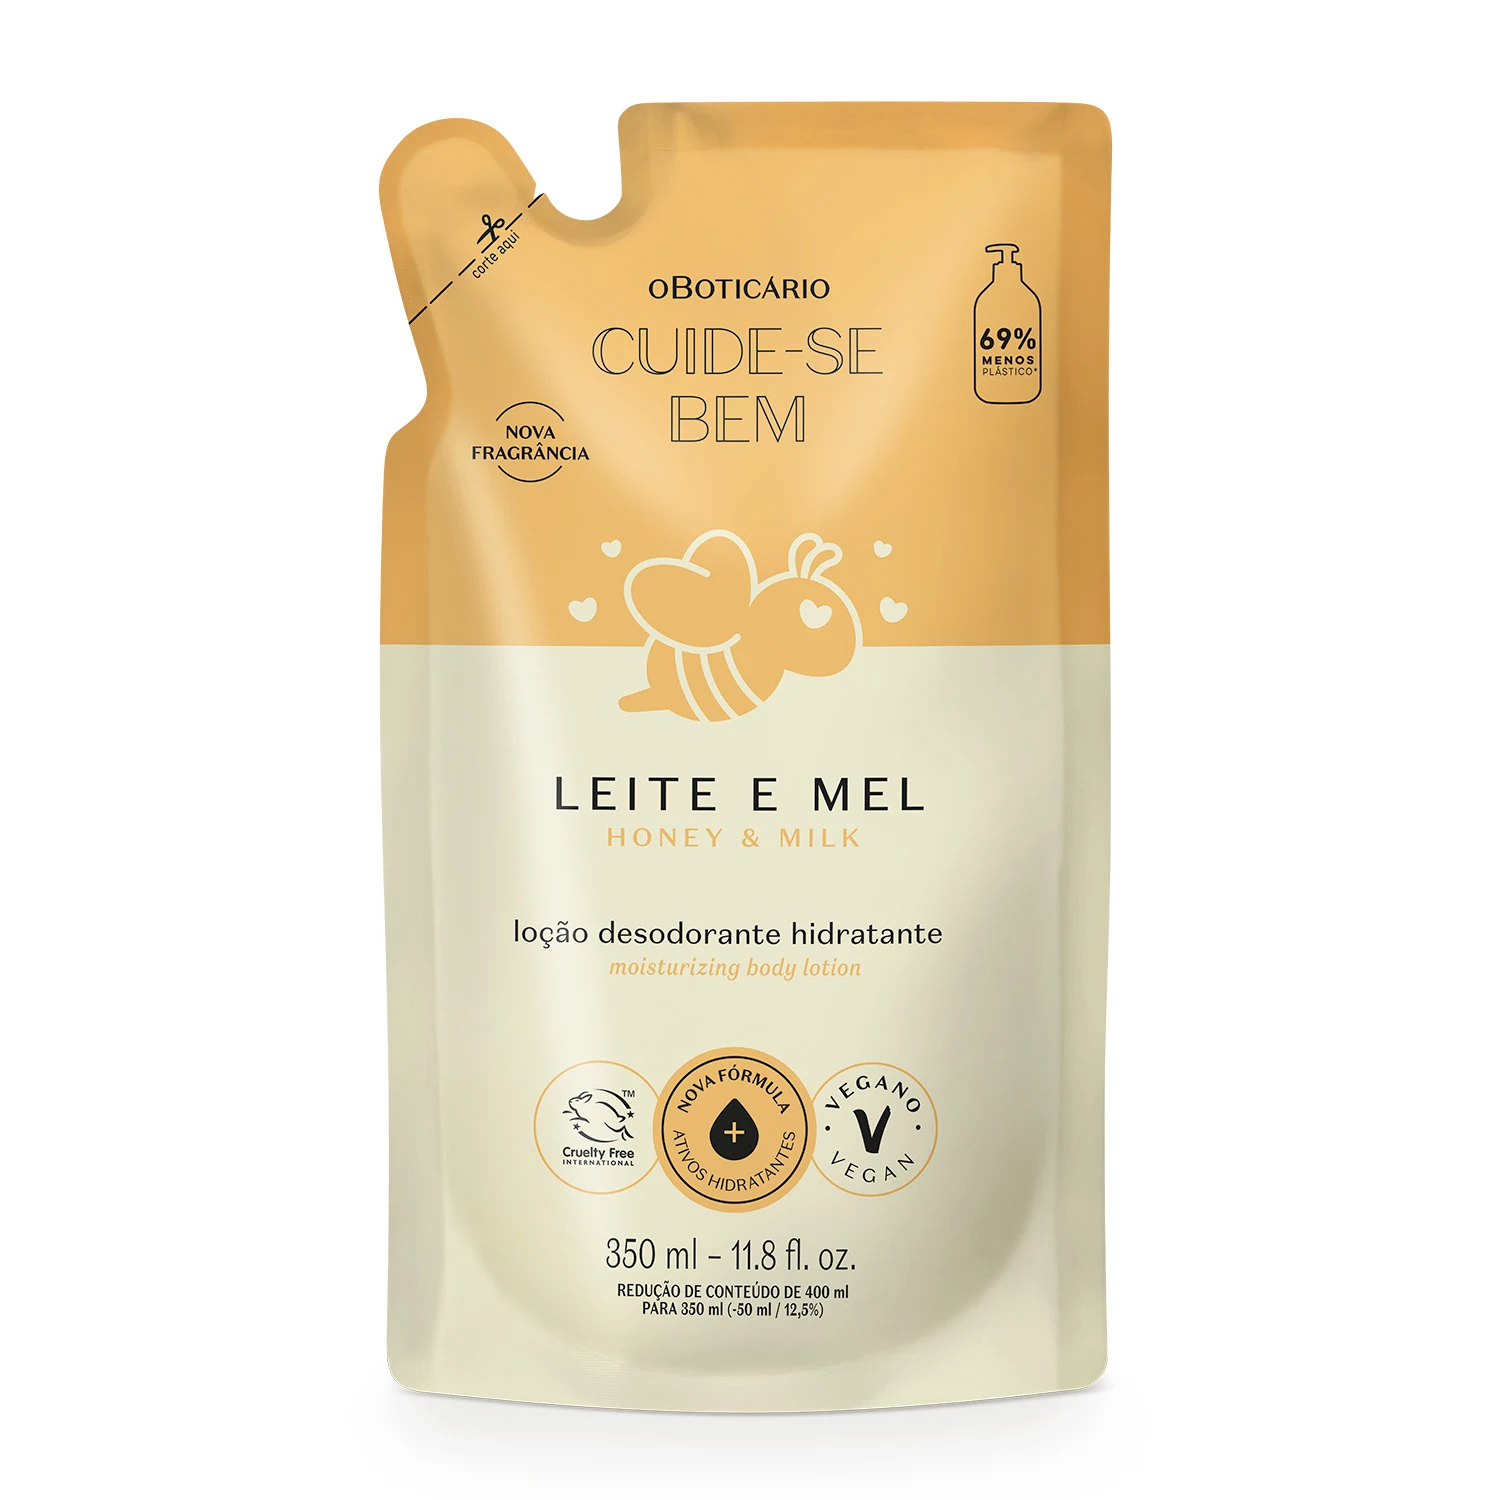 corte aqui
oBOTICÁRIO
CUIDE-SE
BEM
69%
MENOS
PLÁSTICO*
NOVA
FRAGRÂNCIA
LEITE E MEL
HONEY & MILK
loção desodorante hidratante
moisturizing body lotion
TM
Cruelty Free
INTERNATIONAL
NOVA FÓRMULA
+
ATIVOS HIDRATANTES
VEGANO
V
VEGAN
350 ml – 11.8 fl. oz.
REDUÇÃO DE CONTEÚDO DE 400 ml
PARA 350 ml (-50 ml / 12,5%)